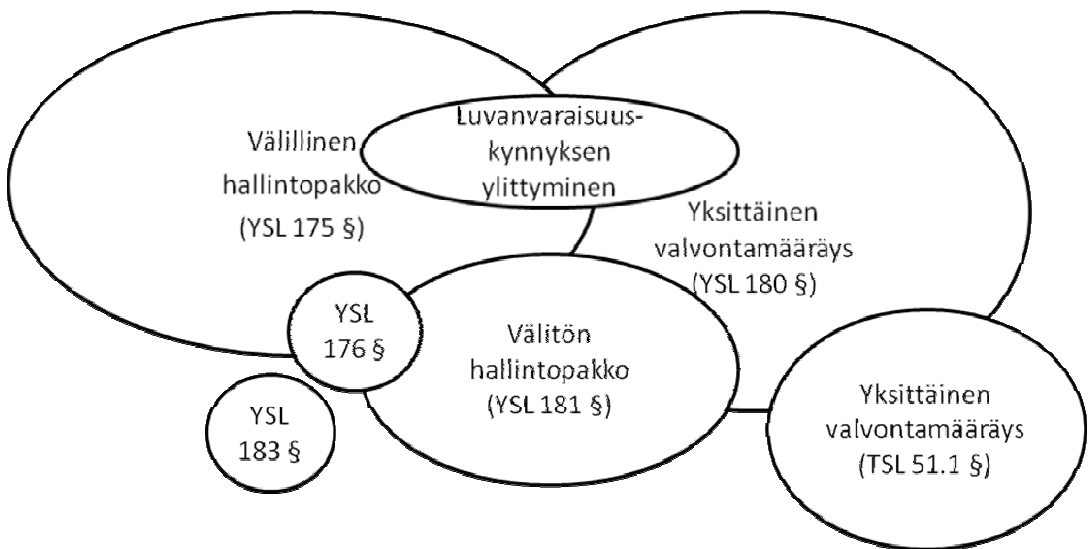 Välillinen
hallintopakko
(YSL 175 §)
Luvanvaraisuus-
kynnyksen
ylittyminen
Yksittäinen
valvontamääräys
(YSL 180 §)
YSL
176 §
Välitön
hallintopakko
(YSL 181 §)
YSL
183 §
Yksittäinen
valvontamääräys
(TSL 51.1 §)